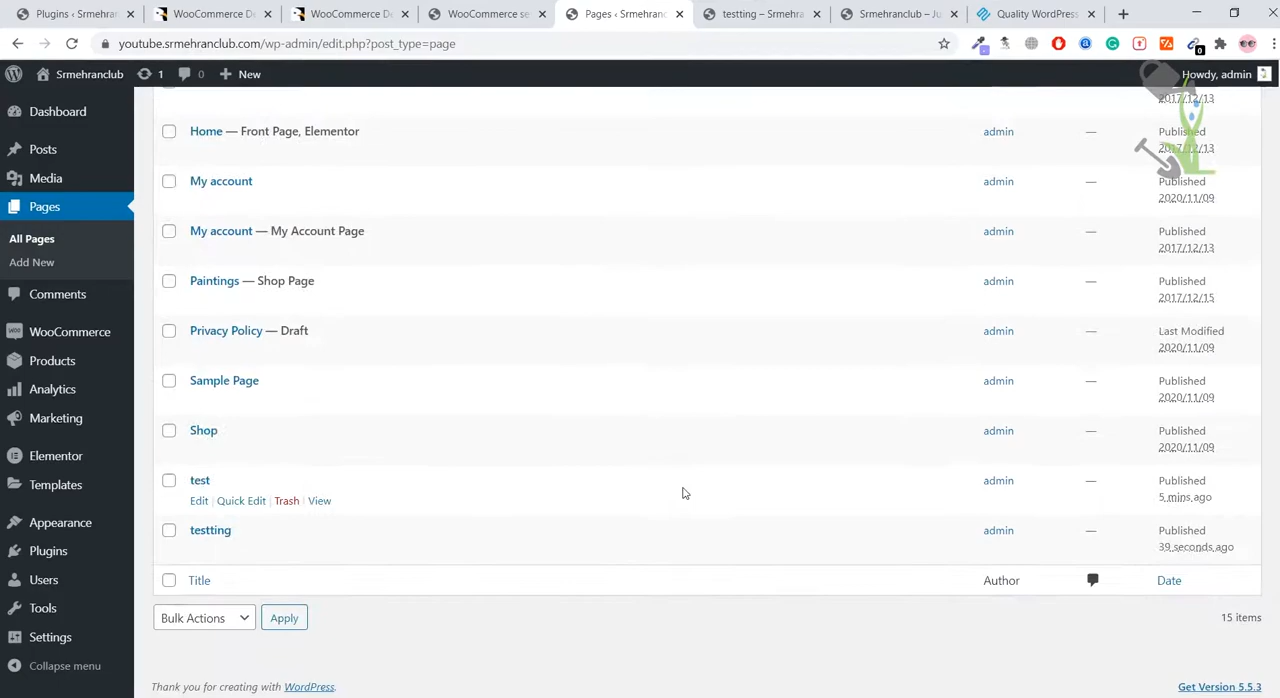 Plugins ‹ Srmehran
WooCommerce De
WooCommerce De
WooCommerce se
Pages ‹ Srmehranc
testting – Srmehra
Srmehranclub – Ju
Quality WordPress
youtube.srmehranclub.com/wp-admin/edit.php?post_type=page
0
Srmehranclub 1 0 New
Howdy, admin
Dashboard
Posts
Media
Pages
All Pages
Add New
Comments
WooCommerce
Products
Analytics
Marketing
Elementor
Templates
Appearance
Plugins
Users
Tools
Settings
Collapse menu
2017/12/13
Home — Front Page, Elementor admin — Published
2017/12/13
My account admin — Published
2020/11/09
My account — My Account Page admin — Published
2017/12/13
Paintings — Shop Page admin — Published
2017/12/15
Privacy Policy — Draft admin — Last Modified
2020/11/09
Sample Page admin — Published
2020/11/09
Shop admin — Published
2020/11/09
test admin — Published
Edit | Quick Edit | Trash | View 5 mins ago
testting admin — Published
39 seconds ago
Title Author Date
Bulk Actions Apply 15 items
Thank you for creating with WordPress. Get Version 5.5.3